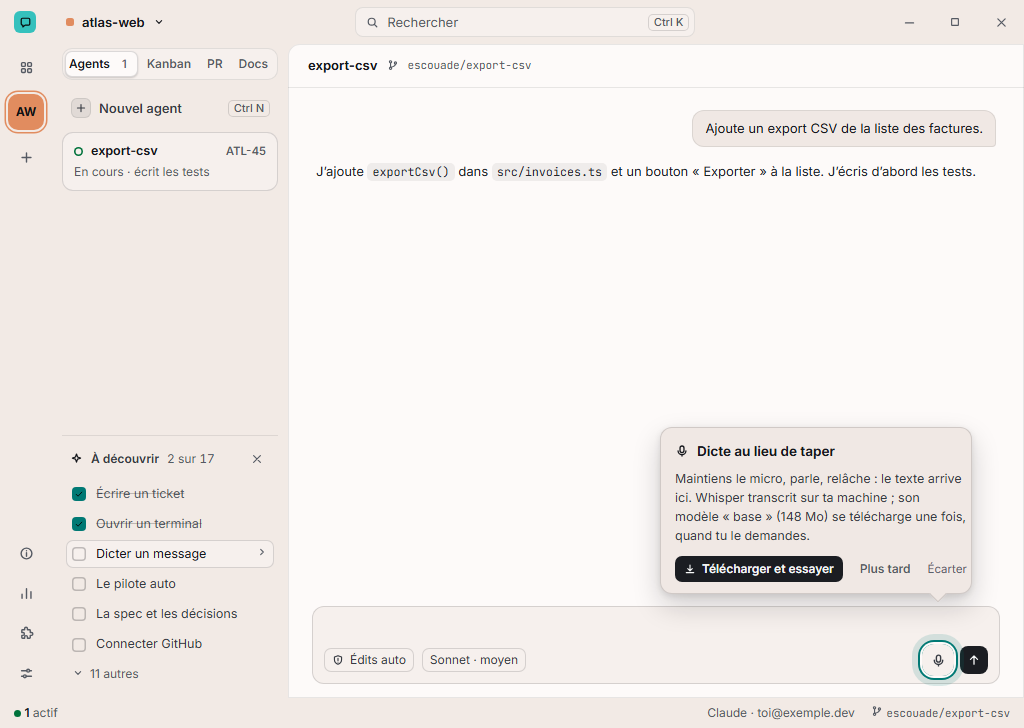 atlas-web
Rechercher
Ctrl K
AW
Agents 1 Kanban PR Docs
Nouvel agent Ctrl N
export-csv ATL-45
En cours · écrit les tests
export-csv escouade/export-csv
Ajoute un export CSV de la liste des factures.
J’ajoute exportCsv() dans src/invoices.ts et un bouton « Exporter » à la liste. J’écris d’abord les tests.
À découvrir 2 sur 17
Écrire un ticket
Ouvrir un terminal
Dicter un message
Le pilote auto
La spec et les décisions
Connecter GitHub
11 autres
Dicte au lieu de taper
Maintiens le micro, parle, relâche : le texte arrive
ici. Whisper transcrit sur ta machine ; son
modèle « base » (148 Mo) se télécharge une fois,
quand tu le demandes.
Télécharger et essayer Plus tard Écarter
Édits auto Sonnet · moyen
1 actif
Claude · toi@exemple.dev escouade/export-csv